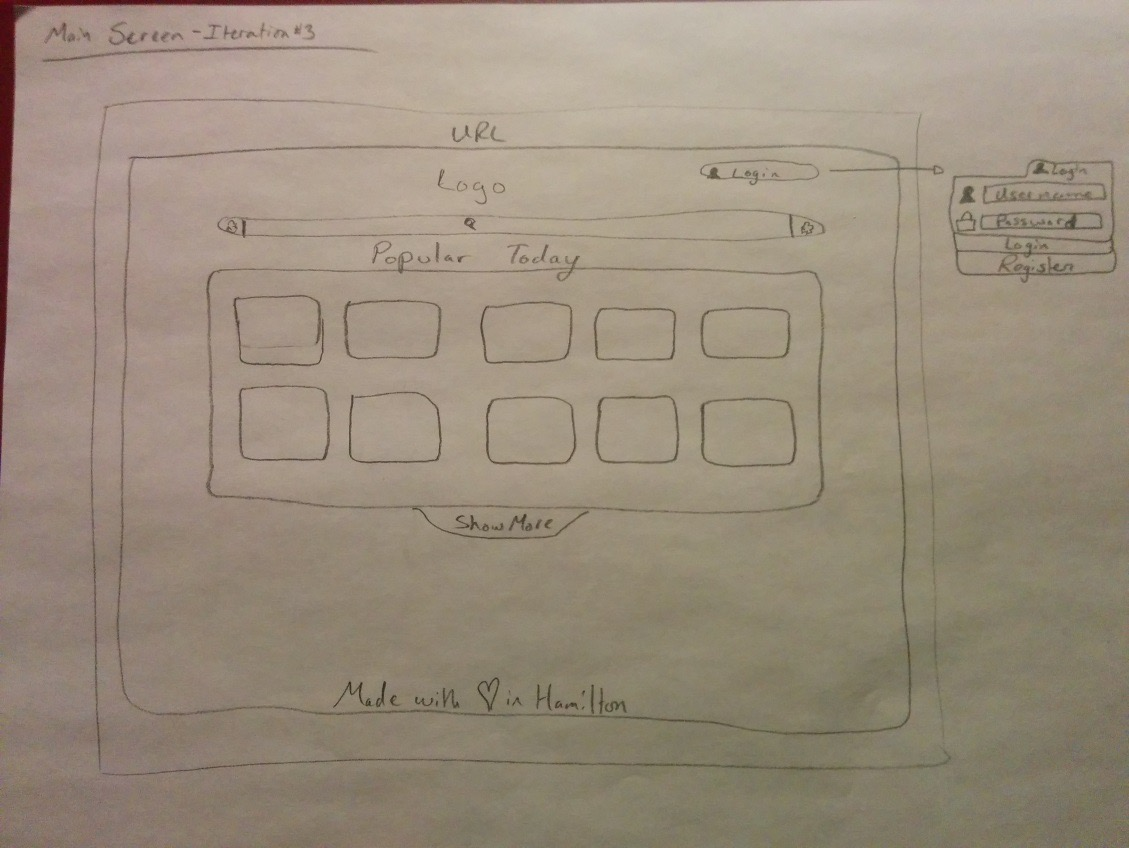 Main Screen - Iteration #3
URL
Login
Logo
Popular Today
Show More
Made with ♡ in Hamilton
Login
Username
Password
Login
Register